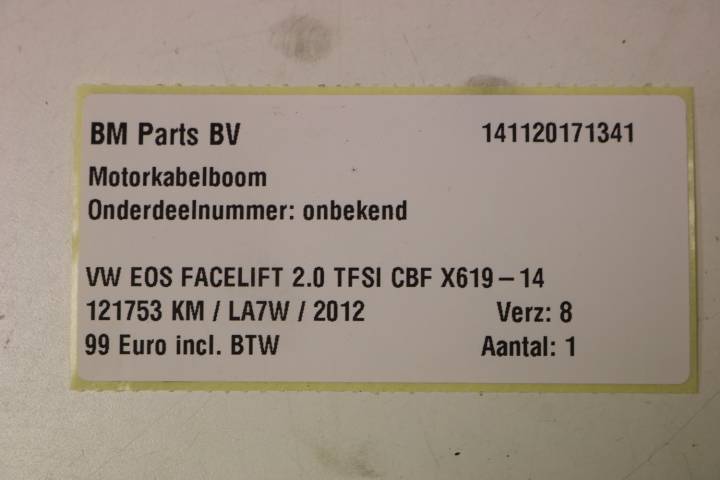 BM Parts BV 141120171341
Motorkabelboom
Onderdeelnummer: onbekend
VW EOS FACELIFT 2.0 TFSI CBF X619-14
121753 KM / LA7W / 2012 Verz: 8
99 Euro incl. BTW Aantal: 1